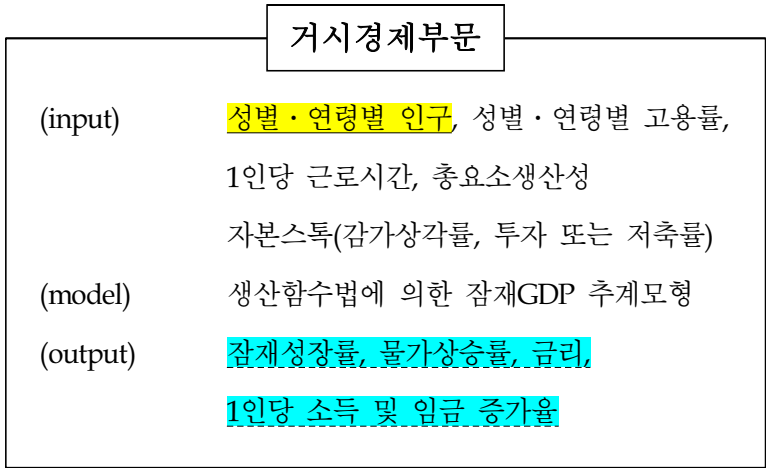 거시경제부문
(input) 성별・연령별 인구, 성별・연령별 고용률,
1인당 근로시간, 총요소생산성
자본스톡(감가상각률, 투자 또는 저축률)
(model) 생산함수법에 의한 잠재GDP 추계모형
(output) 잠재성장률, 물가상승률, 금리,
1인당 소득 및 임금 증가율